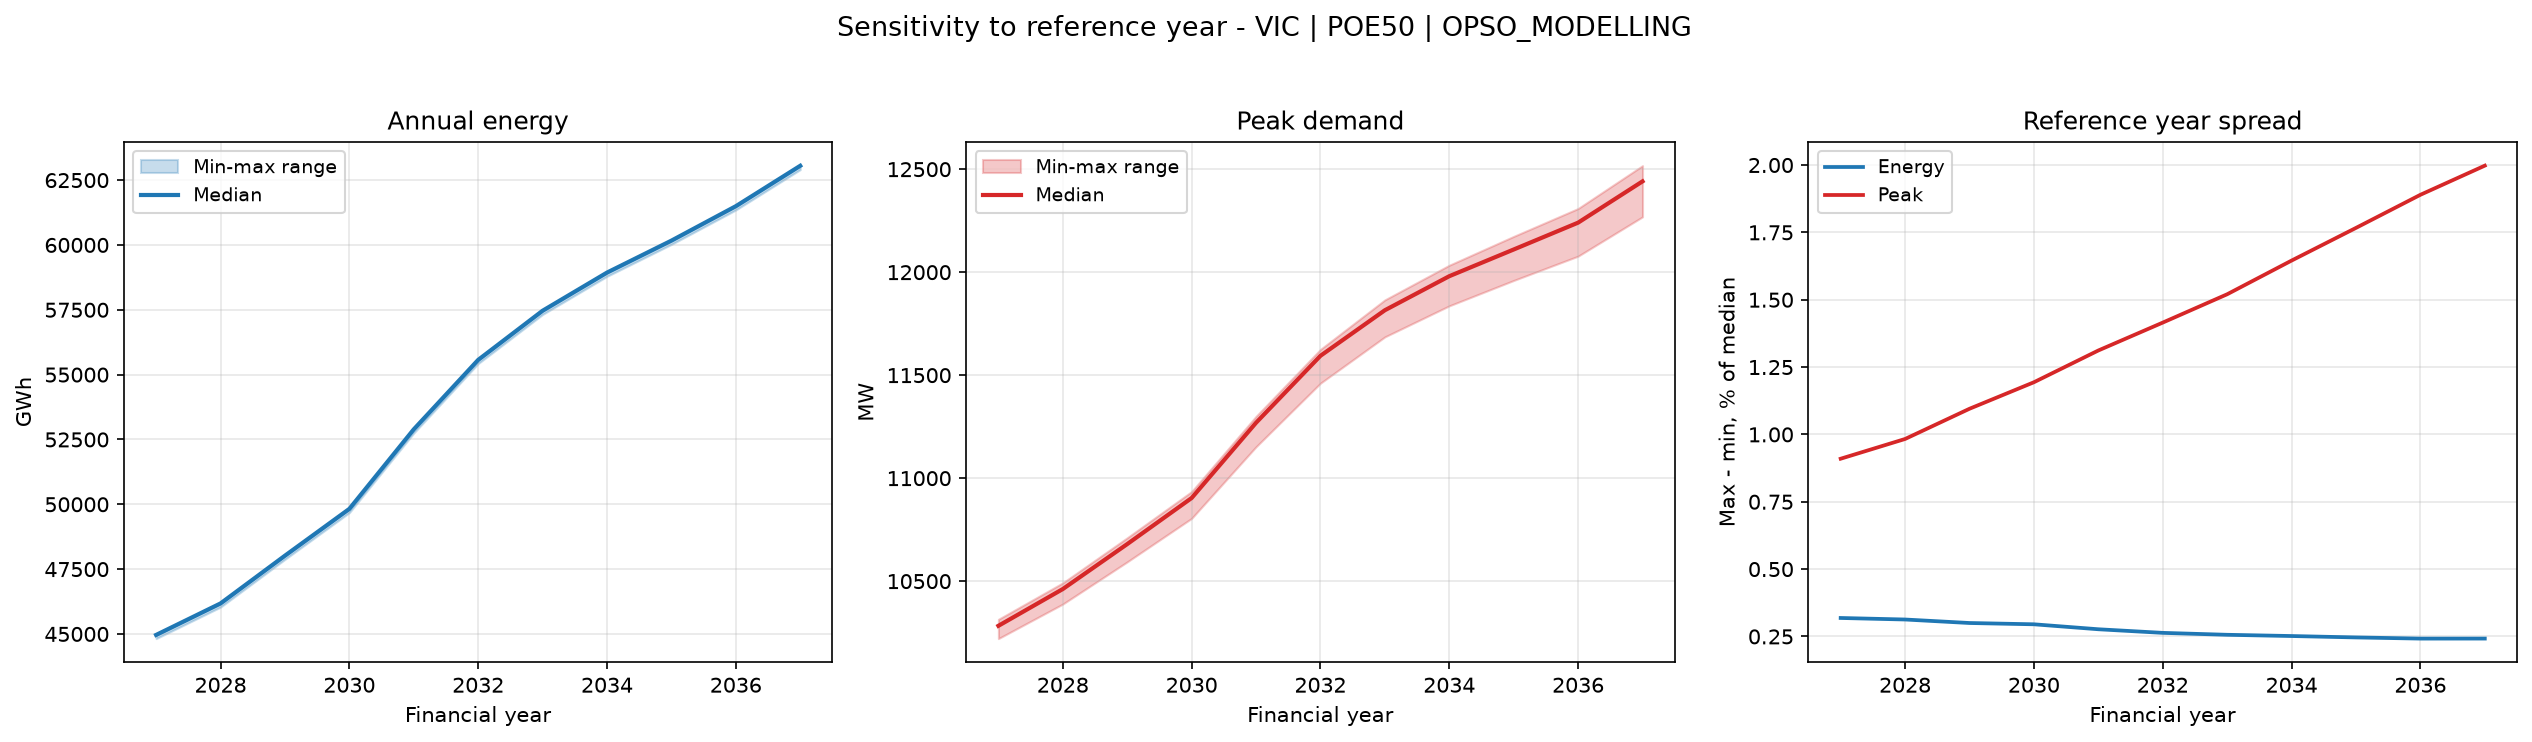 Sensitivity to reference year - VIC | POE50 | OPSO_MODELLING
Annual energy
Min-max range
Median
62500
60000
57500
55000
52500
50000
47500
45000
GWh
2028 2030 2032 2034 2036
Financial year
Peak demand
Min-max range
Median
12500
12000
11500
11000
10500
MW
2028 2030 2032 2034 2036
Financial year
Reference year spread
Energy
Peak
2.00
1.75
1.50
1.25
1.00
0.75
0.50
0.25
Max - min, % of median
2028 2030 2032 2034 2036
Financial year